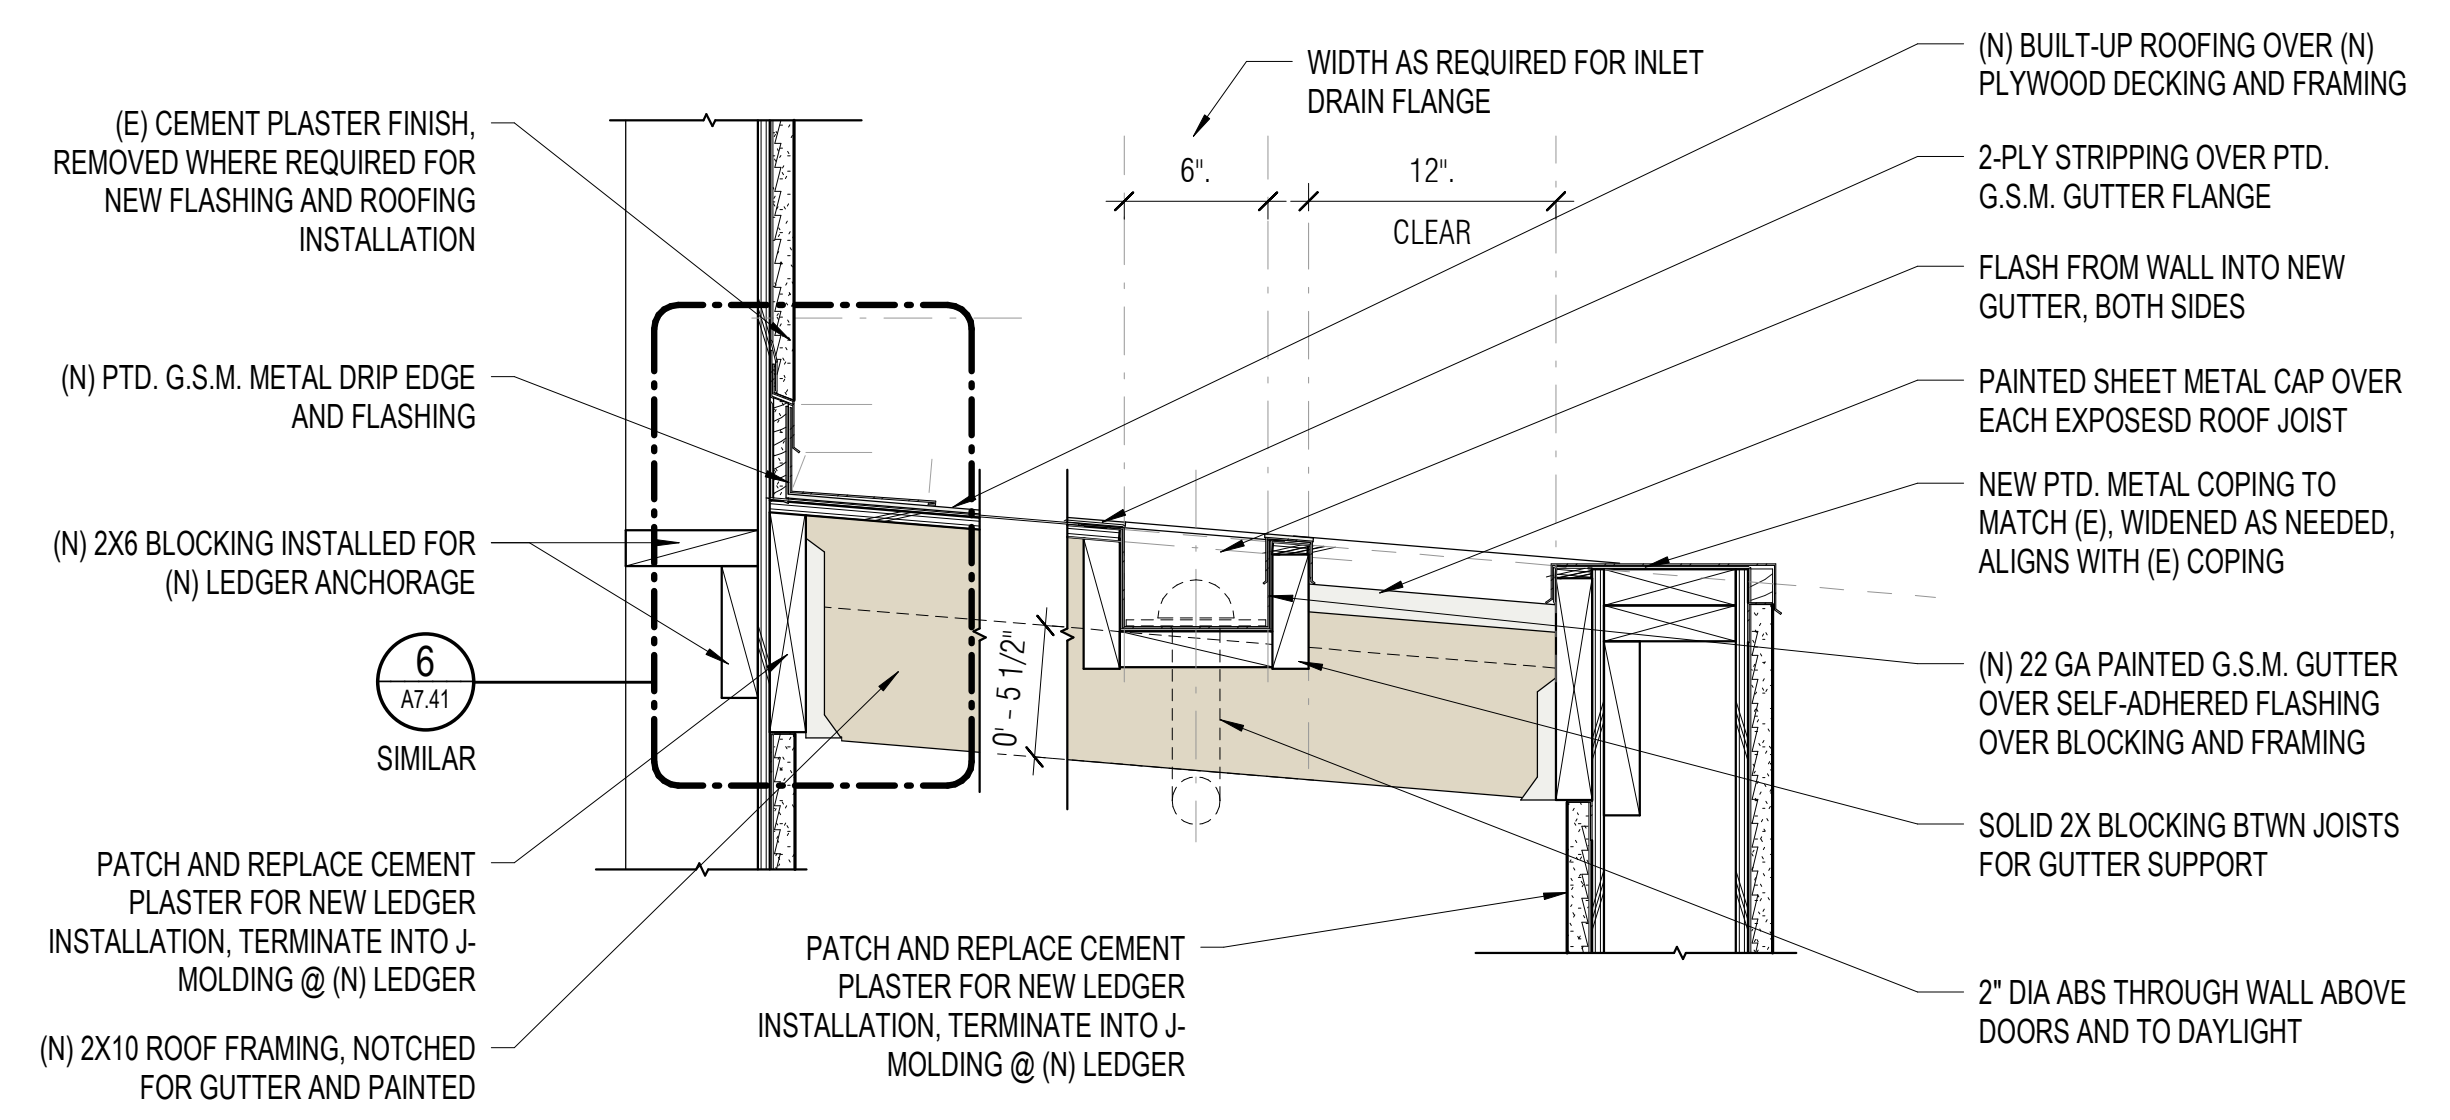 (E) CEMENT PLASTER FINISH,
REMOVED WHERE REQUIRED FOR
NEW FLASHING AND ROOFING
INSTALLATION
(N) PTD. G.S.M. METAL DRIP EDGE
AND FLASHING
(N) 2X6 BLOCKING INSTALLED FOR
(N) LEDGER ANCHORAGE
6
A7.41
SIMILAR
PATCH AND REPLACE CEMENT
PLASTER FOR NEW LEDGER
INSTALLATION, TERMINATE INTO J-
MOLDING @ (N) LEDGER
(N) 2X10 ROOF FRAMING, NOTCHED
FOR GUTTER AND PAINTED
WIDTH AS REQUIRED FOR INLET
DRAIN FLANGE
6".
12".
CLEAR
0' - 5 1/2"
PATCH AND REPLACE CEMENT
PLASTER FOR NEW LEDGER
INSTALLATION, TERMINATE INTO J-
MOLDING @ (N) LEDGER
(N) BUILT-UP ROOFING OVER (N)
PLYWOOD DECKING AND FRAMING
2-PLY STRIPPING OVER PTD.
G.S.M. GUTTER FLANGE
FLASH FROM WALL INTO NEW
GUTTER, BOTH SIDES
PAINTED SHEET METAL CAP OVER
EACH EXPOSESD ROOF JOIST
NEW PTD. METAL COPING TO
MATCH (E), WIDENED AS NEEDED,
ALIGNS WITH (E) COPING
(N) 22 GA PAINTED G.S.M. GUTTER
OVER SELF-ADHERED FLASHING
OVER BLOCKING AND FRAMING
SOLID 2X BLOCKING BTWN JOISTS
FOR GUTTER SUPPORT
2" DIA ABS THROUGH WALL ABOVE
DOORS AND TO DAYLIGHT